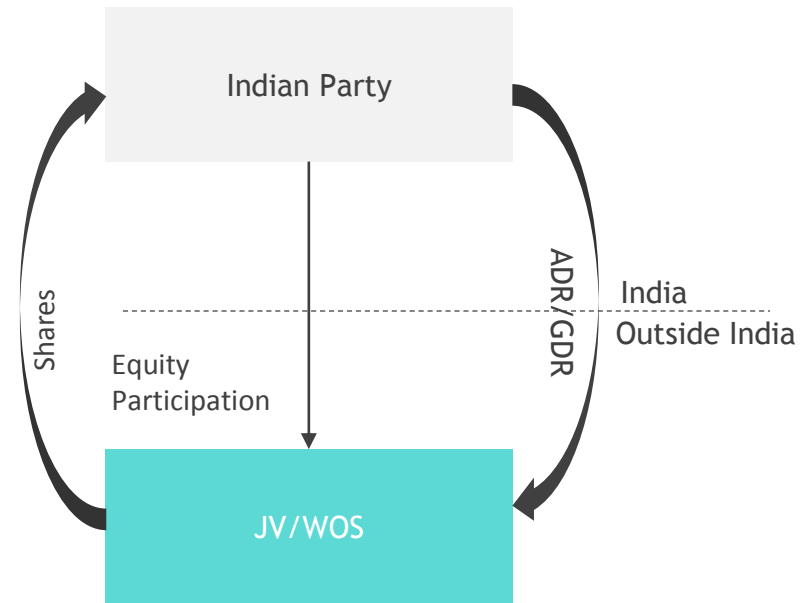 Indian Party
Shares
ADR/GDR
India
Outside India
Equity
Participation
JV/WOS